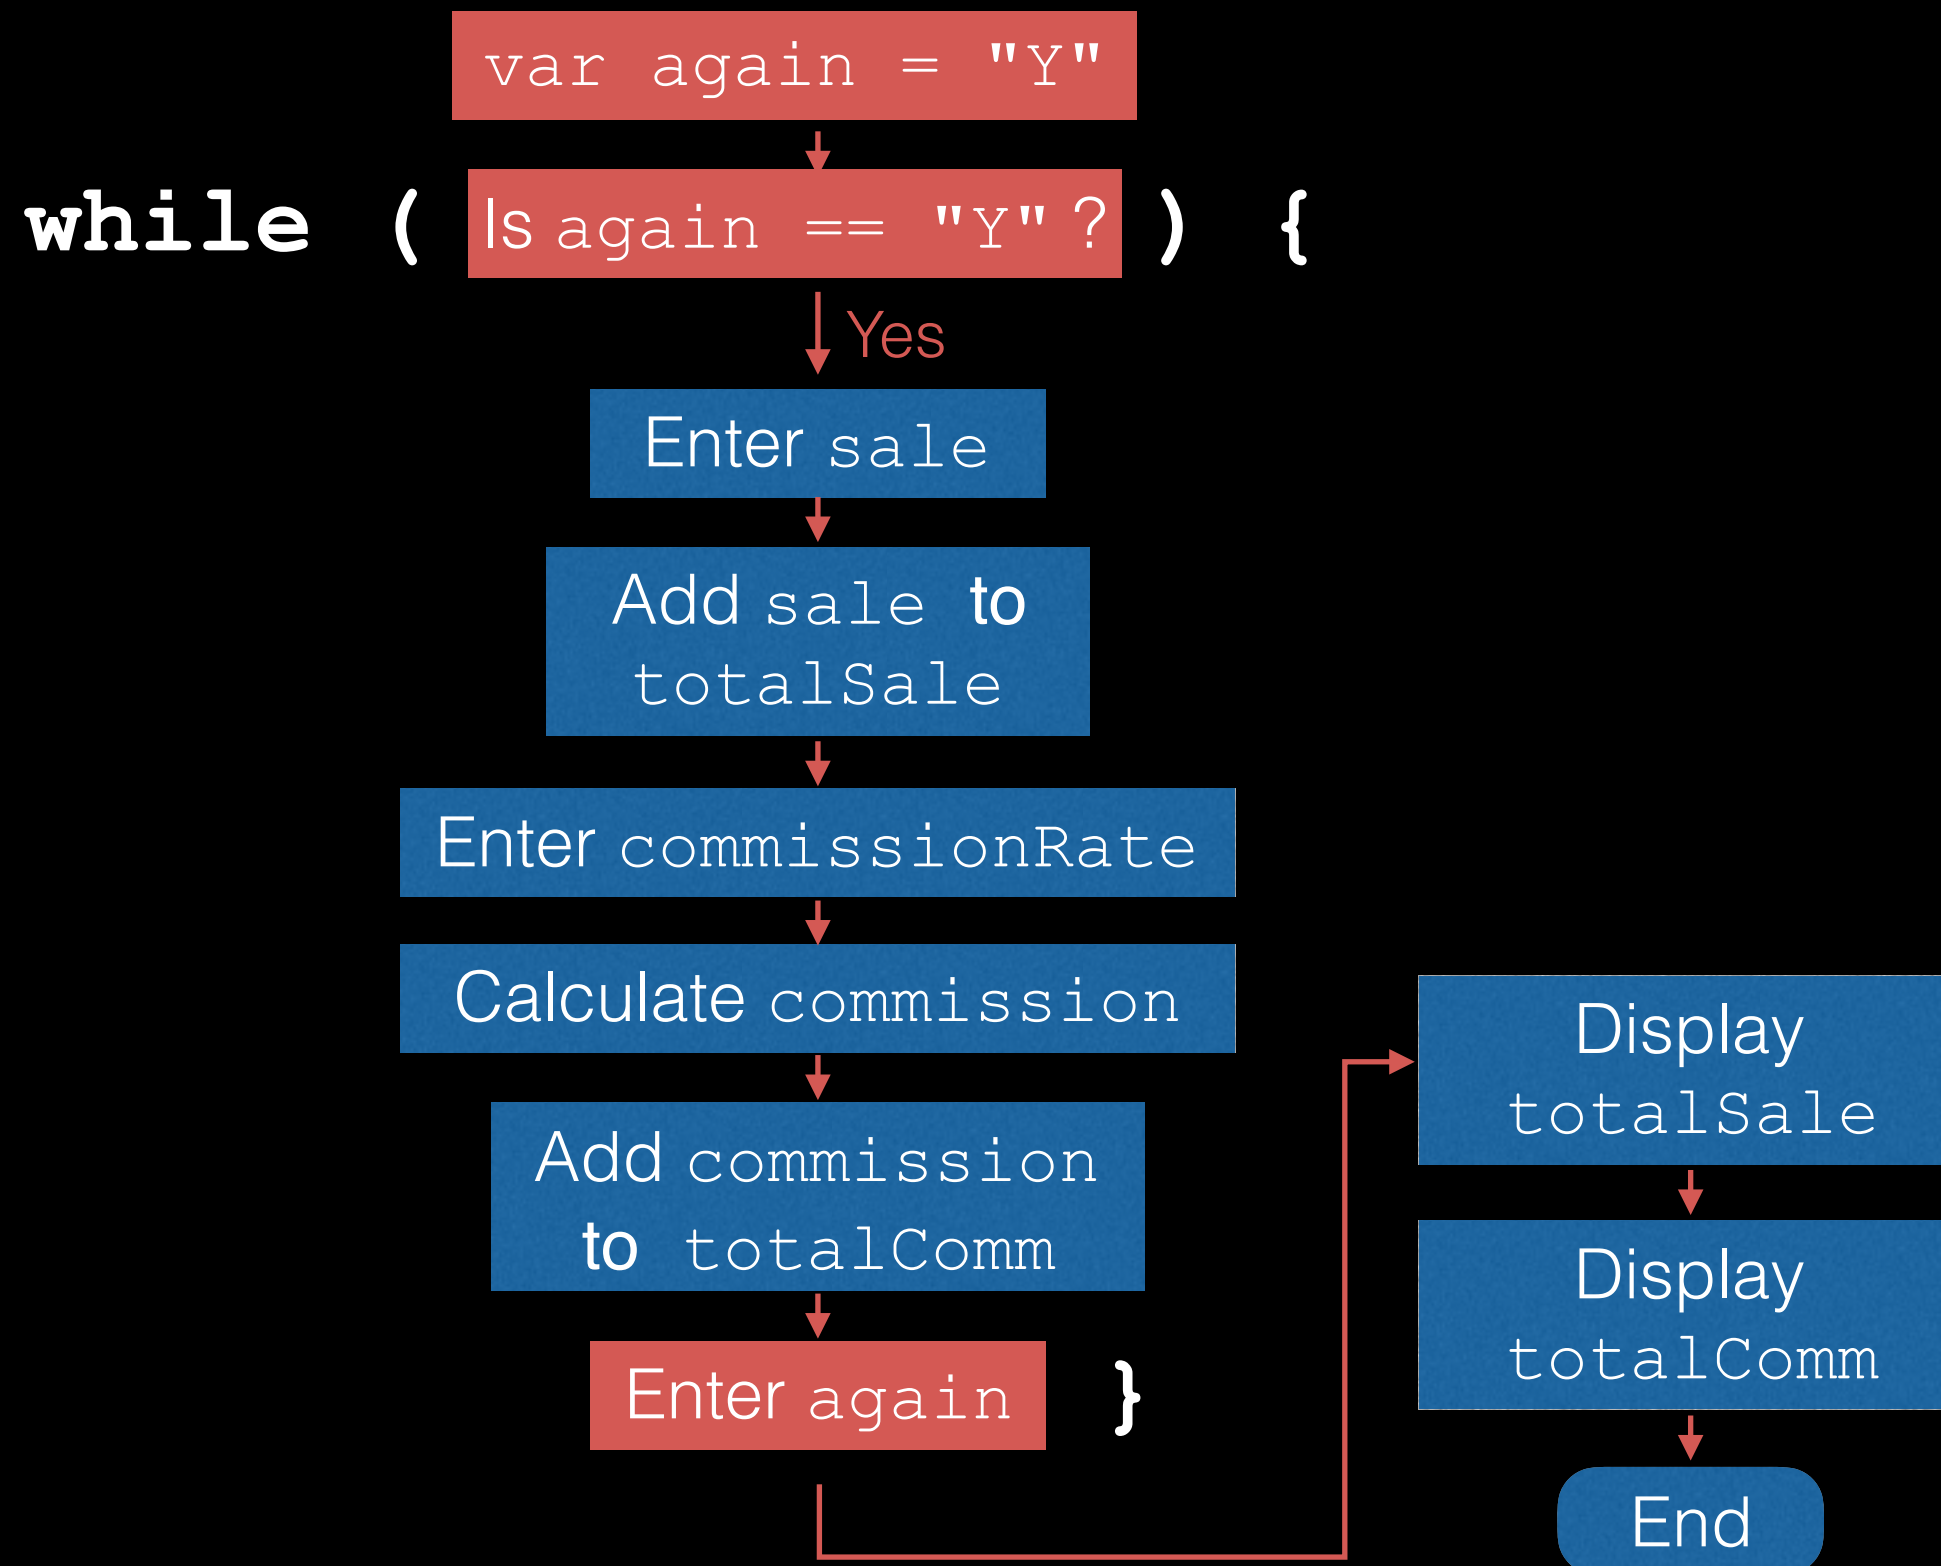 var again = "Y"
while ( Is again == "Y" ? ) {
Yes
Enter sale
Add sale to
totalSale
Enter commissionRate
Calculate commission
Add commission
to totalComm
Enter again }
Display
totalSale
Display
totalComm
End